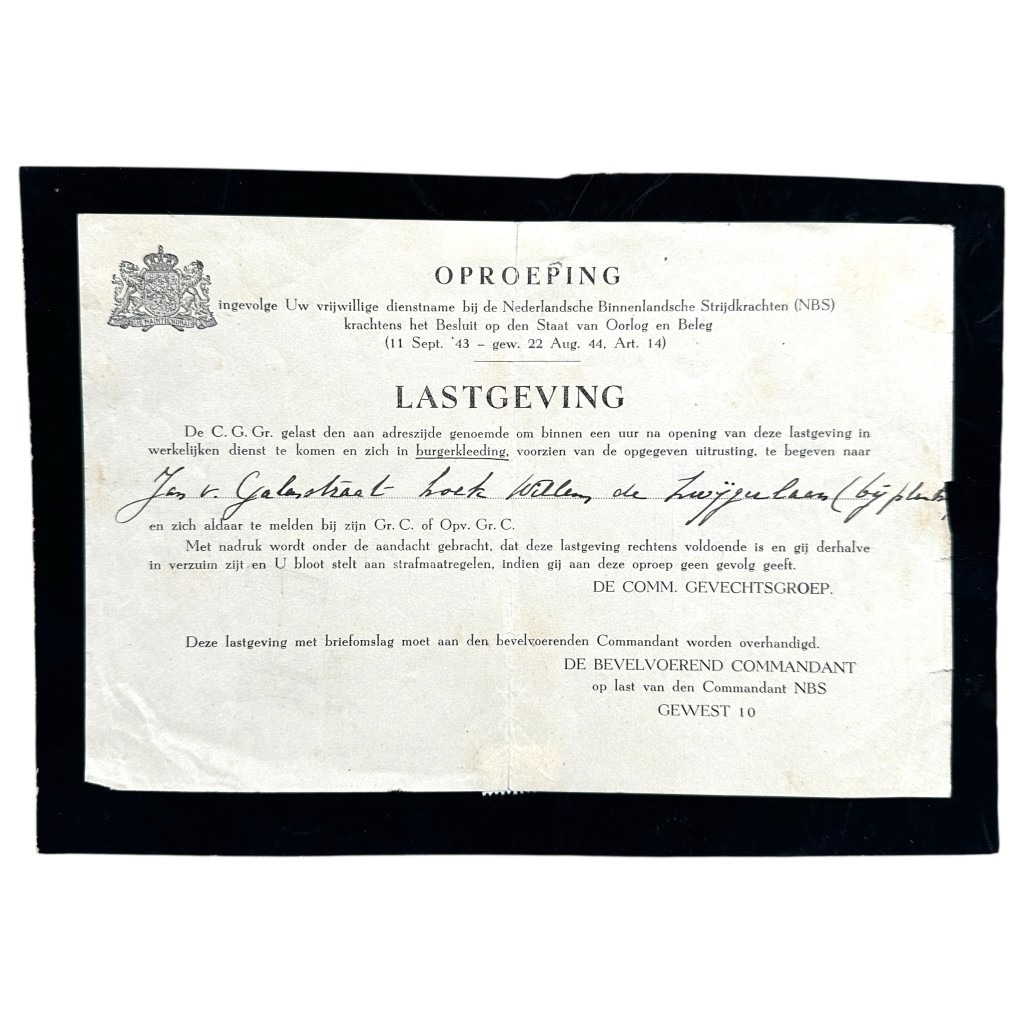 OPROEPING
ingevolge Uw vrijwillige dienstname bij de Nederlandsche Binnenlandsche Strijdkrachten (NBS)
krachtens het Besluit op den Staat van Oorlog en Beleg
(11 Sept. '43 – gew. 22 Aug. 44, Art. 14)
LASTGEVING
De C. G. Gr. gelast den aan adreszijde genoemde om binnen een uur na opening van deze lastgeving in
werkelijken dienst te komen en zich in burgerkleeding, voorzien van de opgegeven uitrusting, te begeven naar
Jan v. Galenstraat hoek Willem de Zwijgerlaan (bij
en zich aldaar te melden bij zijn Gr. C. of Opv. Gr. C.
Met nadruk wordt onder de aandacht gebracht, dat deze lastgeving rechtens voldoende is en gij derhalve
in verzuim zijt en U bloot stelt aan strafmaatregelen, indien gij aan deze oproep geen gevolg geeft.
DE COMM. GEVECHTSGROEP.
Deze lastgeving met briefomslag moet aan den bevelvoerenden Commandant worden overhandigd.
DE BEVELVOEREND COMMANDANT
op last van den Commandant NBS
GEWEST 10